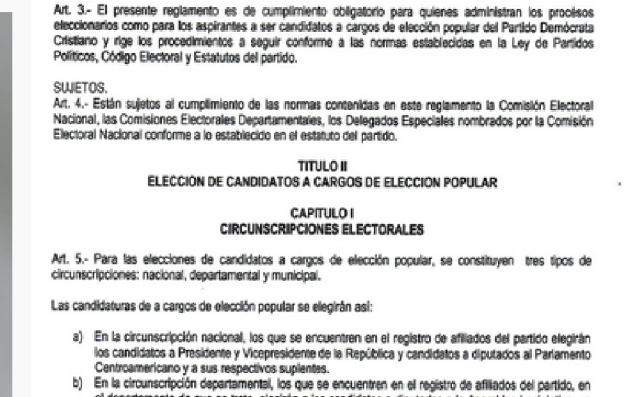 Art. 3.- El presente reglamento es de cumplimiento obligatorio para quienes administran los procesos
eleccionarios como para los aspirantes a ser candidatos a cargos de elección popular del Partido Demócrata
Cristiano y rige los procedimientos a seguir conforme a las normas establecidas en la Ley de Partidos
Políticos, Código Electoral y Estatutos del partido.
SUJETOS.
Art. 4.- Están sujetos al cumplimiento de las normas contenidas en este reglamento la Comisión Electoral
Nacional, las Comisiones Electorales Departamentales, los Delegados Especiales nombrados por la Comisión
Electoral Nacional conforme a lo establecido en el estatuto del partido.
TITULO II
ELECCION DE CANDIDATOS A CARGOS DE ELECCION POPULAR
CAPITULO I
CIRCUNSCRIPCIONES ELECTORALES
Art. 5.- Para las elecciones de candidatos a cargos de elección popular, se constituyen tres tipos de
circunscripciones: nacional, departamental y municipal.
Las candidaturas de a cargos de elección popular se elegirán así:
a) En la circunscripción nacional, los que se encuentren en el registro de afiliados del partido elegirán
los candidatos a Presidente y Vicepresidente de la República y candidatos a diputados al Parlamento
Centroamericano y a sus respectivos suplentes.
b) En la circunscripción departamental, los que se encuentren en el registro de afiliados del partido, en